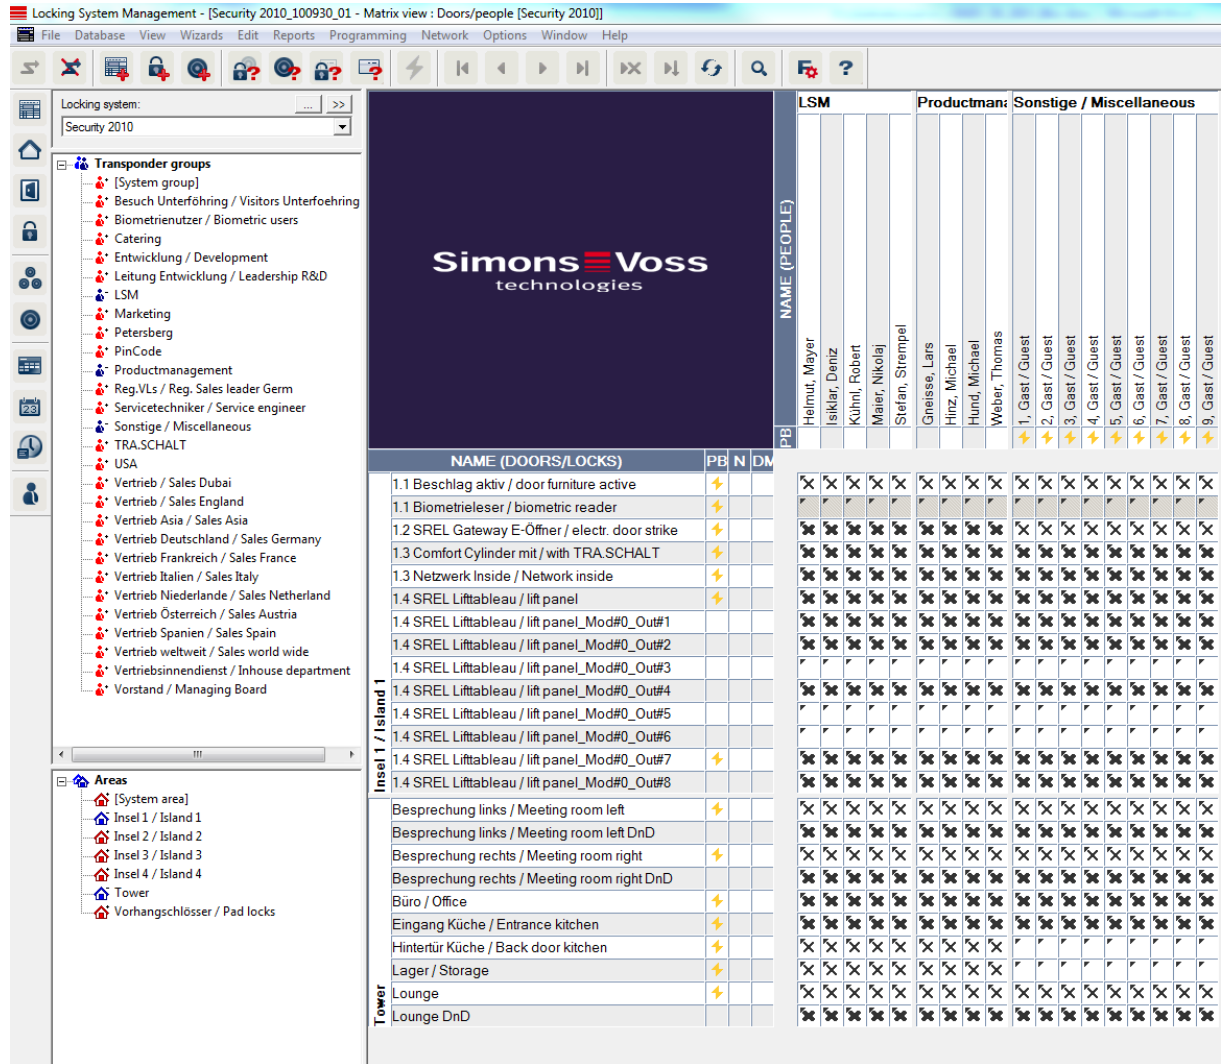 Locking System Management - [Security 2010_100930_01 - Matrix view : Doors/people [Security 2010]]
File Database View Wizards Edit Reports Programming Network Options Window Help
Locking system:
... >>
Security 2010
Transponder groups
[System group]
Besuch Unterföhring / Visitors Unterfoehring
Biometrienutzer / Biometric users
Catering
Entwicklung / Development
Leitung Entwicklung / Leadership R&D
LSM
Marketing
Petersberg
PinCode
Productmanagement
Reg.VLs / Reg. Sales leader Germ
Servicetechniker / Service engineer
Sonstige / Miscellaneous
TRA.SCHALT
USA
Vertrieb / Sales Dubai
Vertrieb / Sales England
Vertrieb Asia / Sales Asia
Vertrieb Deutschland / Sales Germany
Vertrieb Frankreich / Sales France
Vertrieb Italien / Sales Italy
Vertrieb Niederlande / Sales Netherland
Vertrieb Österreich / Sales Austria
Vertrieb Spanien / Sales Spain
Vertrieb weltweit / Sales world wide
Vertriebsinnendienst / Inhouse department
Vorstand / Managing Board
Areas
[System area]
Insel 1 / Island 1
Insel 2 / Island 2
Insel 3 / Island 3
Insel 4 / Island 4
Tower
Vorhangschlösser / Pad locks
Simons Voss
technologies
NAME (PEOPLE)
PB
LSM
Productmana
Sonstige / Miscellaneous
Helmut, Mayer
Isiklar, Deniz
Kühnl, Robert
Maier, Nikolaj
Stefan, Strempel
Gneisse, Lars
Hinz, Michael
Hund, Michael
Weber, Thomas
1, Gast / Guest
2, Gast / Guest
3, Gast / Guest
4, Gast / Guest
5, Gast / Guest
6, Gast / Guest
7, Gast / Guest
8, Gast / Guest
9, Gast / Guest
NAME (DOORS/LOCKS) PB N DM
Insel 1 / Island 1
1.1 Beschlag aktiv / door furniture active
1.1 Biometrieleser / biometric reader
1.2 SREL Gateway E-Öffner / electr. door strike
1.3 Comfort Cylinder mit / with TRA.SCHALT
1.3 Netzwerk Inside / Network inside
1.4 SREL Lifttableau / lift panel
1.4 SREL Lifttableau / lift panel_Mod#0_Out#1
1.4 SREL Lifttableau / lift panel_Mod#0_Out#2
1.4 SREL Lifttableau / lift panel_Mod#0_Out#3
1.4 SREL Lifttableau / lift panel_Mod#0_Out#4
1.4 SREL Lifttableau / lift panel_Mod#0_Out#5
1.4 SREL Lifttableau / lift panel_Mod#0_Out#6
1.4 SREL Lifttableau / lift panel_Mod#0_Out#7
1.4 SREL Lifttableau / lift panel_Mod#0_Out#8
Tower
Besprechung links / Meeting room left
Besprechung links / Meeting room left DnD
Besprechung rechts / Meeting room right
Besprechung rechts / Meeting room right DnD
Büro / Office
Eingang Küche / Entrance kitchen
Hintertür Küche / Back door kitchen
Lager / Storage
Lounge
Lounge DnD